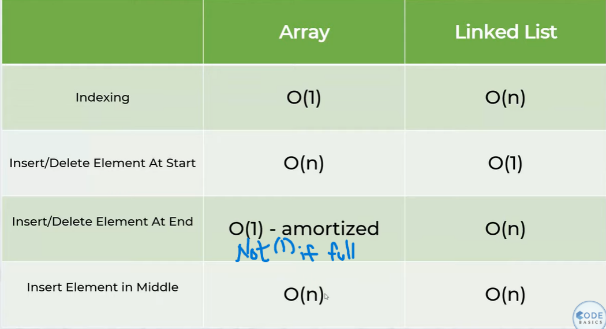 Array Linked List
Indexing O(1) O(n)
Insert/Delete Element At Start O(n) O(1)
Insert/Delete Element At End O(1) - amortized O(n)
Not (1) if full
Insert Element in Middle O(n) O(n)
CODE
BASICS